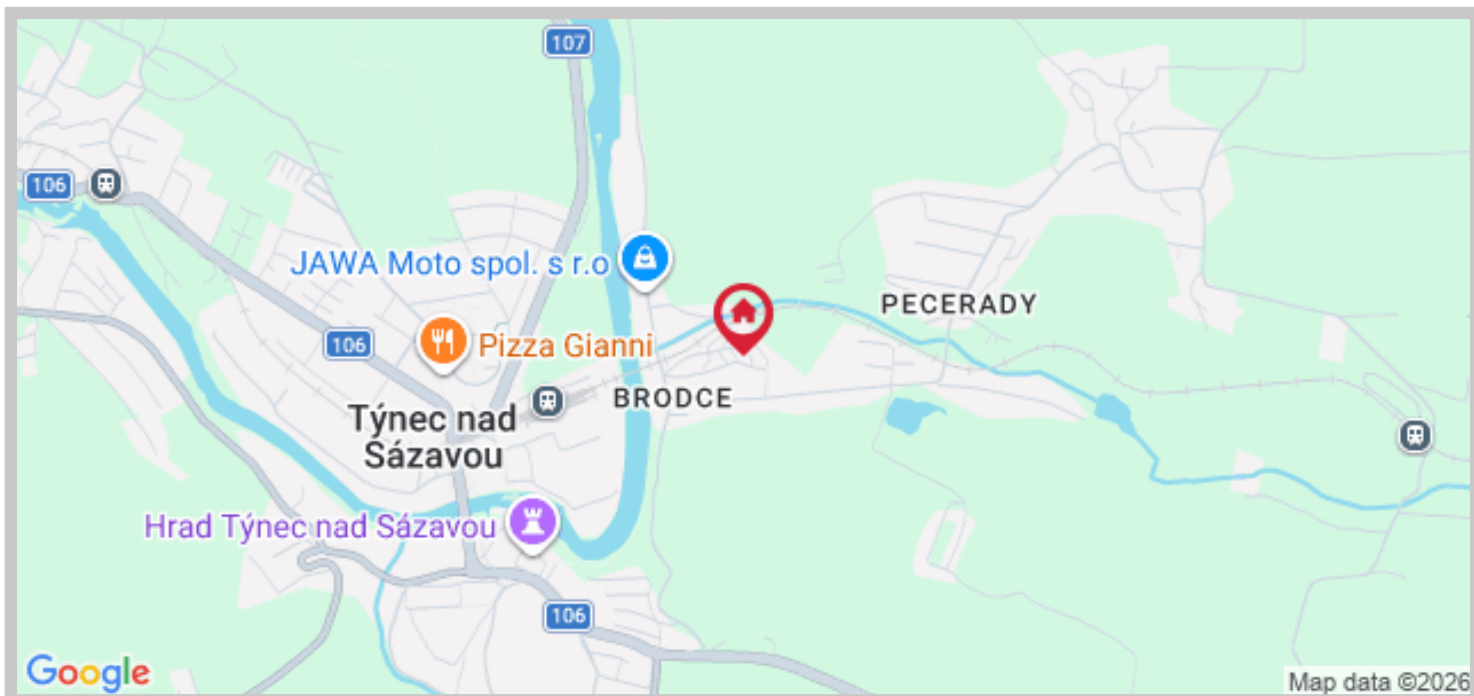 107
106
JAWA Moto spol. s r.o
PECERADY
106
Pizza Gianni
BRODCE
Týnec nad
Sázavou
Hrad Týnec nad Sázavou
106
Google
Map data ©2026